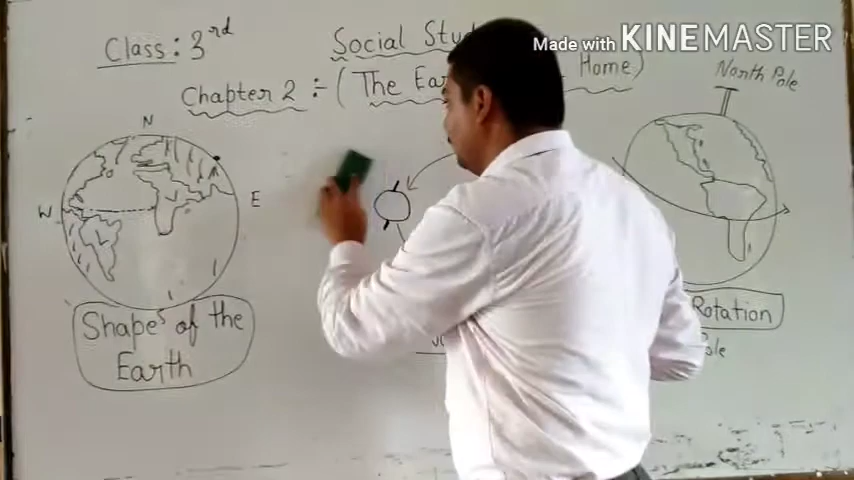 Made with KINEMASTER
Class: 3rd
Social Stud
Chapter 2 :- (The Ear Home)
North Pole
N
W
E
S
Shape of the
Earth
Rotation